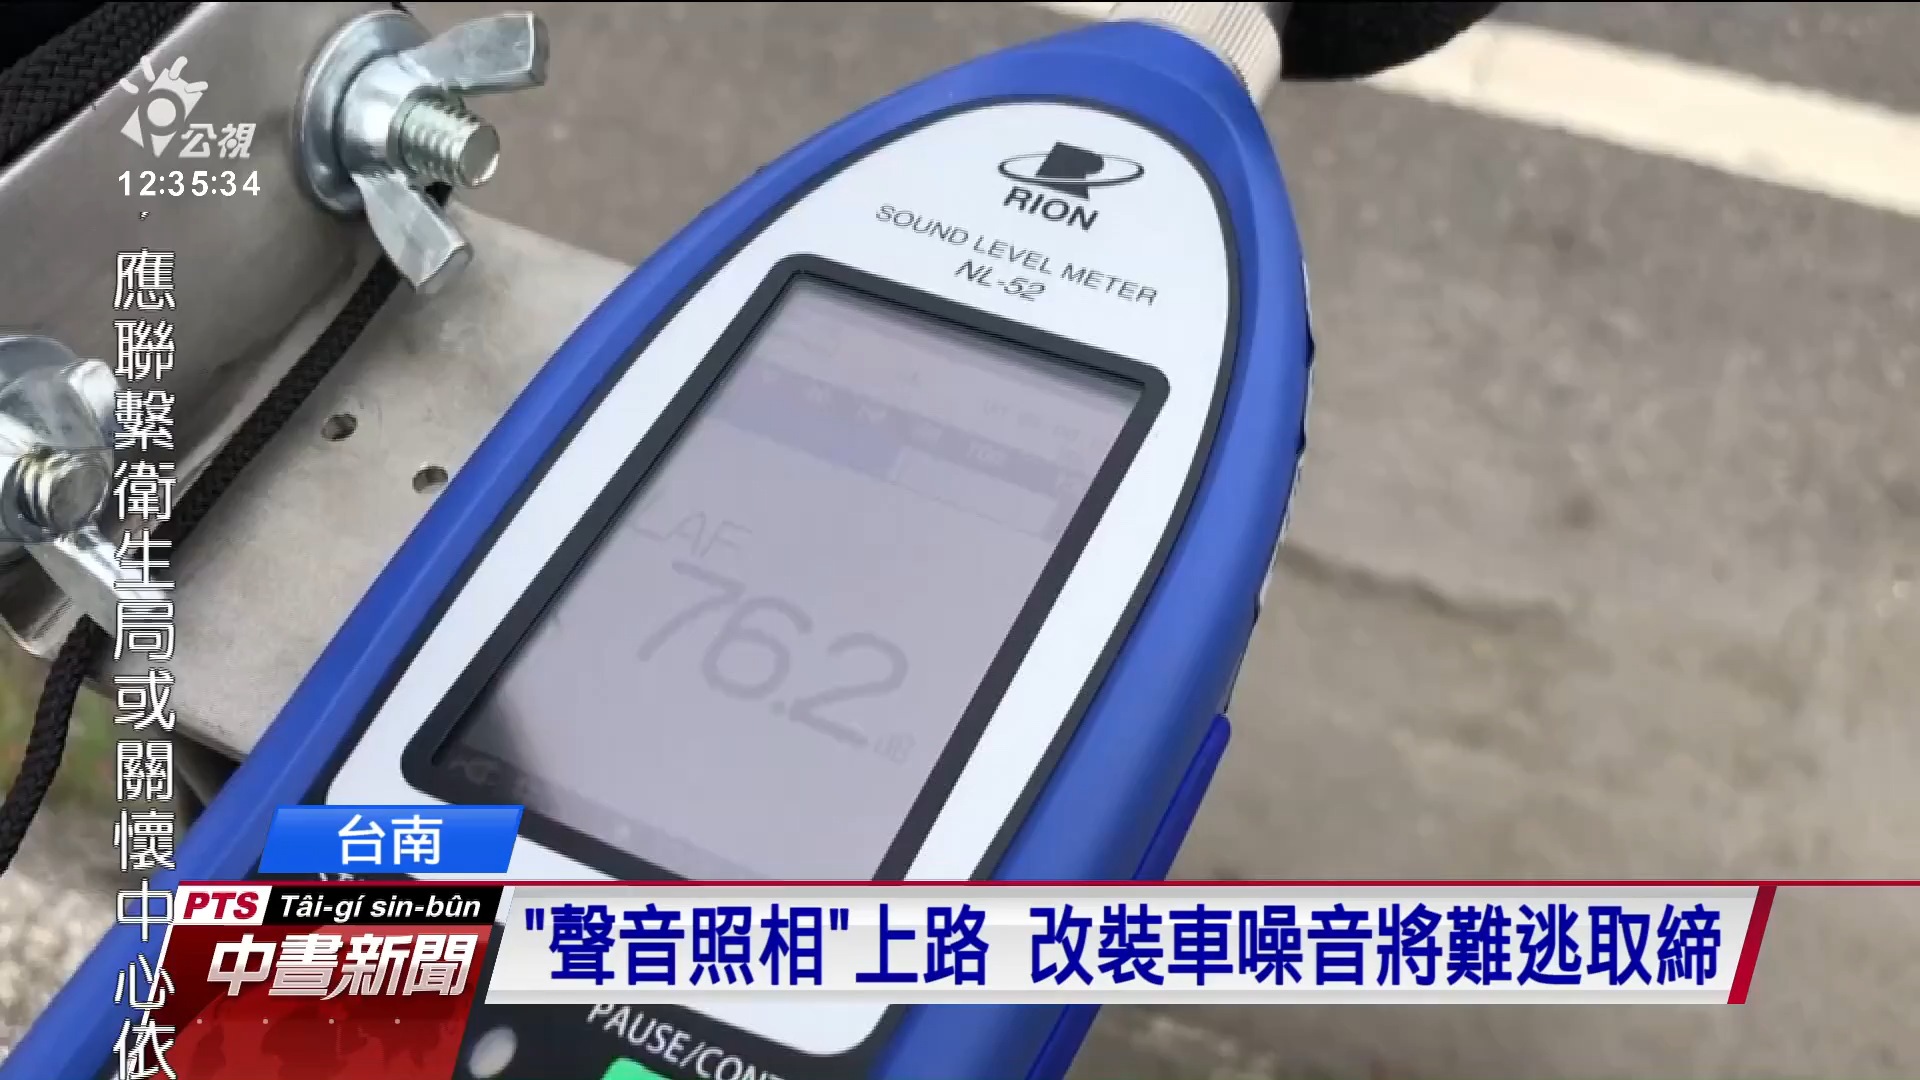 公視
12:35:34
應聯繫衛生局或關懷中心依
RION
SOUND LEVEL METER
NL-52
LAF
76.2
dB
台南
PTS Tâi-gí sin-bûn
中晝新聞
"聲音照相"上路 改裝車噪音將難逃取締
PAUSE/CONT